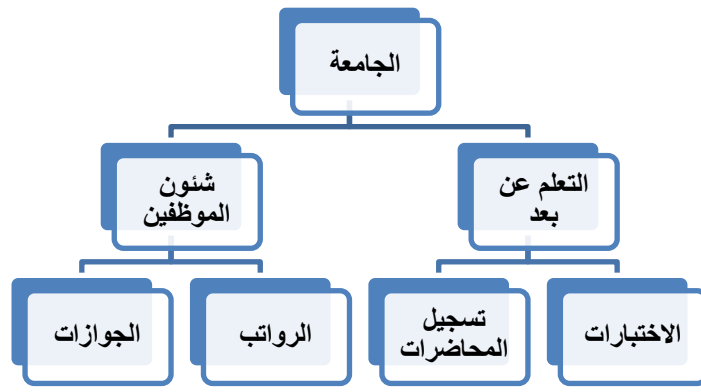 الجامعة
التعلم عن
بعد
شئون
الموظفين
الاختبارات
تسجيل
المحاضرات
الرواتب
الجوازات